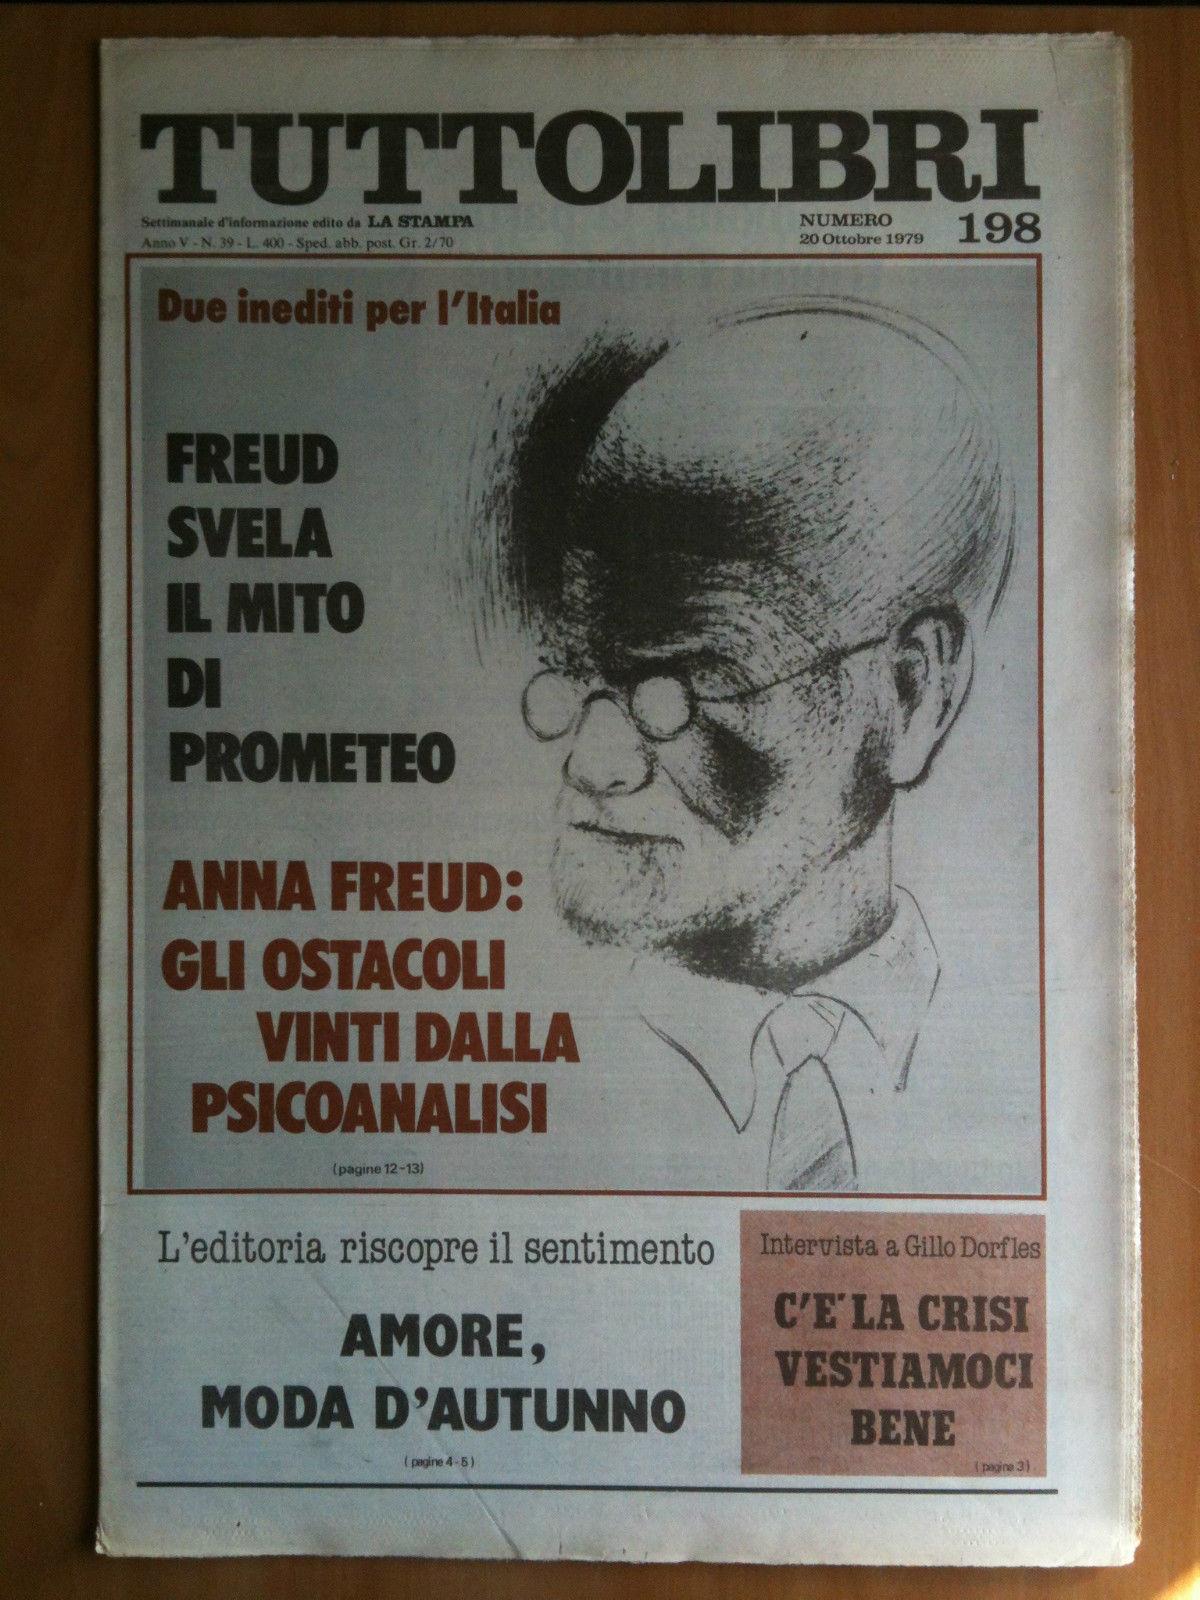 TUTTOLIBRI
Settimanale d'informazione edito da LA STAMPA
Anno V - N. 39 - L. 400 - Sped. abb. post. Gr. 2/70
NUMERO 198
20 Ottobre 1979
Due inediti per l'Italia
FREUD
SVELA
IL MITO
DI
PROMETEO
ANNA FREUD:
GLI OSTACOLI
VINTI DALLA
PSICOANALISI
(pagine 12-13)
L'editoria riscopre il sentimento
AMORE,
MODA D'AUTUNNO
(pagine 4-5)
Intervista a Gillo Dorfles
C'E' LA CRISI
VESTIAMOCI
BENE
(pagina 3)